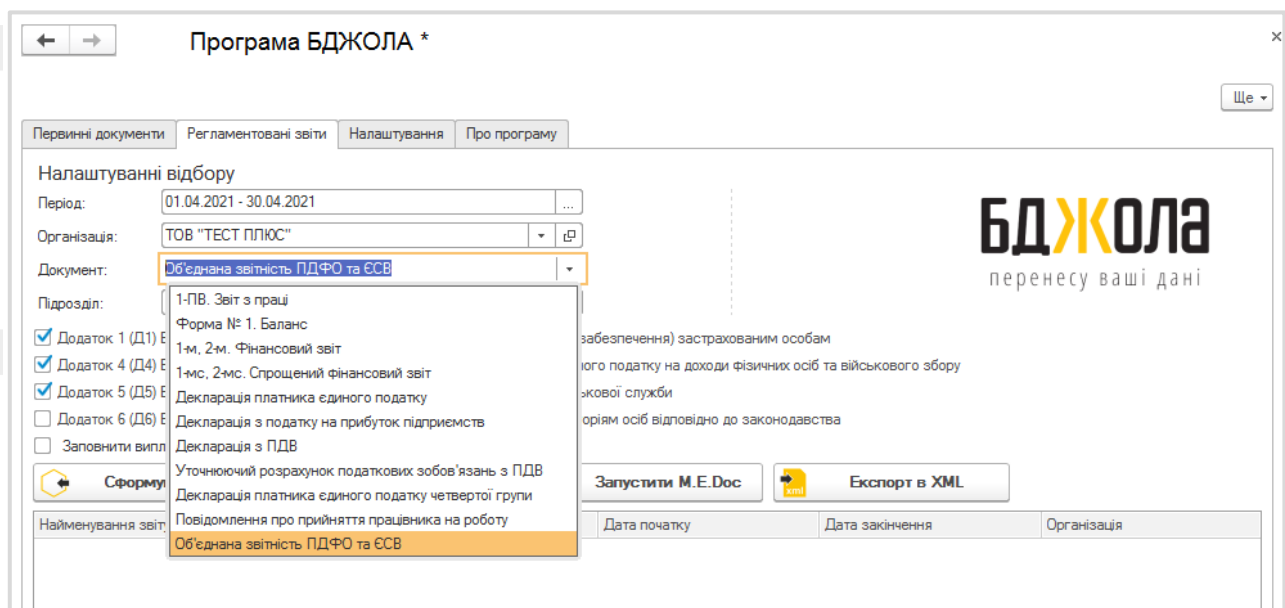 Програма БДЖОЛА *
Ще
Первинні документи Регламентовані звіти Налаштування Про програму
Налаштуванні відбору
Період: 01.04.2021 - 30.04.2021 ...
Організація: ТОВ "ТЕСТ ПЛЮС"
Документ: Об'єднана звітність ПДФО та ЄСВ
БДЖОЛА
перенесу ваші дані
Підрозділ:
1-ПВ. Звіт з праці
Форма № 1. Баланс
1-м, 2-м. Фінансовий звіт
1-мс, 2-мс. Спрощений фінансовий звіт
Декларація платника єдиного податку
Декларація з податку на прибуток підприємств
Декларація з ПДВ
Уточнюючий розрахунок податкових зобов'язань з ПДВ
Декларація платника єдиного податку четвертої групи
Повідомлення про прийняття працівника на роботу
Об'єднана звітність ПДФО та ЄСВ
Додаток 1 (Д1) забезпечення) застрахованим особам
Додаток 4 (Д4) податку на доходи фізичних осіб та військового збору
Додаток 5 (Д5) служби
Додаток 6 (Д6) осіб відповідно до законодавства
Заповнити
Запустити M.E.Doc xml Експорт в XML
Найменування Дата початку Дата закінчення Організація